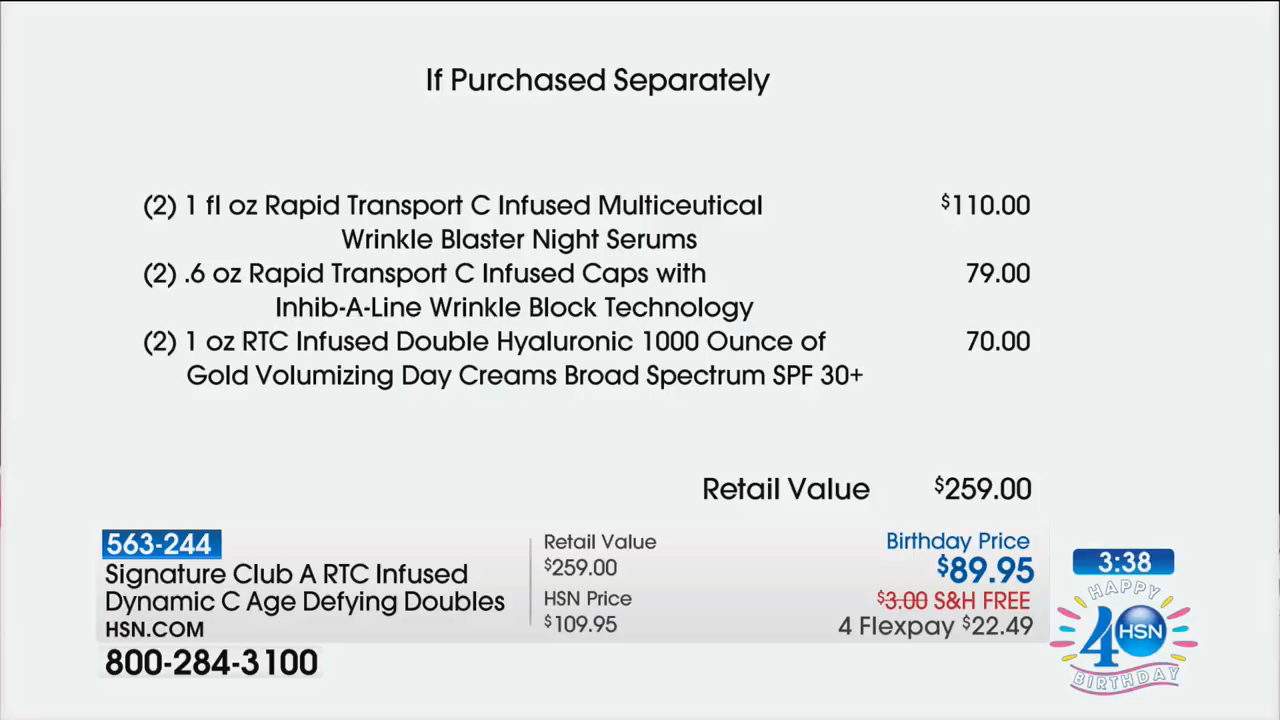 If Purchased Separately
(2) 1 fl oz Rapid Transport C Infused Multiceutical $110.00
Wrinkle Blaster Night Serums
(2) .6 oz Rapid Transport C Infused Caps with 79.00
Inhib-A-Line Wrinkle Block Technology
(2) 1 oz RTC Infused Double Hyaluronic 1000 Ounce of 70.00
Gold Volumizing Day Creams Broad Spectrum SPF 30+
Retail Value $259.00
563-244
Signature Club A RTC Infused
Dynamic C Age Defying Doubles
HSN.COM
800-284-3100
Retail Value
$259.00
HSN Price
$109.95
Birthday Price
$89.95
$3.00 S&H FREE
4 Flexpay $22.49
3:38
HAPPY
40 HSN
BIRTHDAY